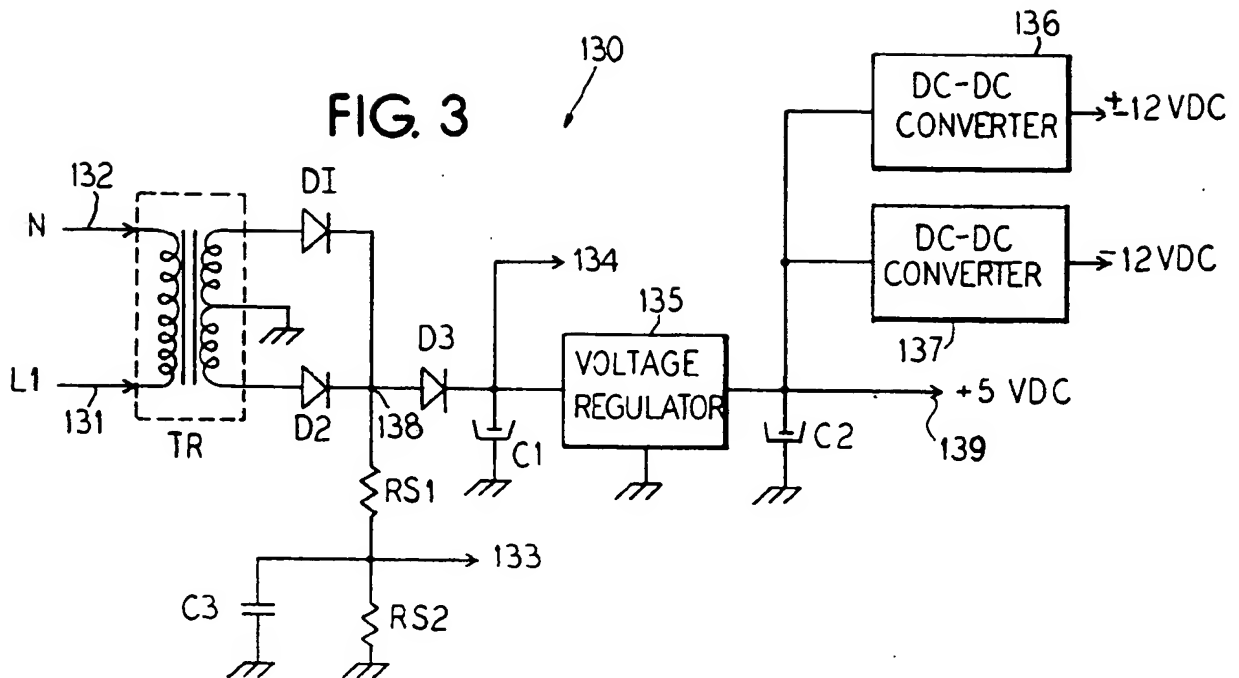 130
FIG. 3
136
DC-DC
CONVERTER
±12 VDC
N
132
D1
134
DC-DC
CONVERTER
-12 VDC
137
135
VOLTAGE
REGULATOR
D3
L1
131
TR
D2
138
C1
C2
+5 VDC
139
RS1
133
C3
RS2